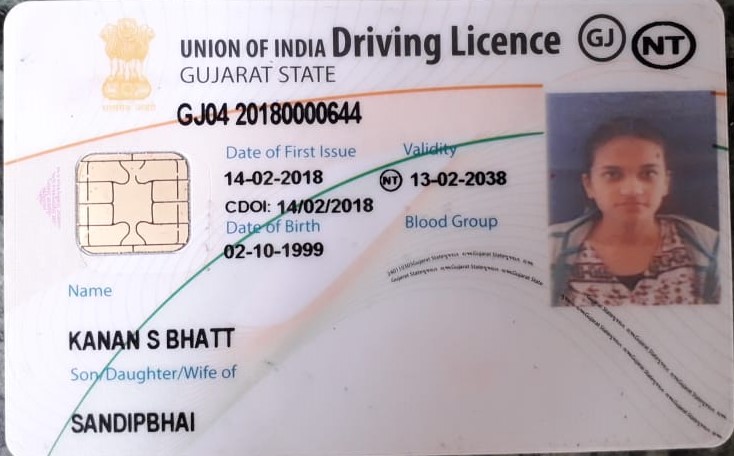 UNION OF INDIA Driving Licence GJ NT
GUJARAT STATE
GJ04 20180000644
Date of First Issue Validity
14-02-2018 NT 13-02-2038
CDOI: 14/02/2018
Date of Birth Blood Group
02-10-1999
Name
KANAN S BHATT
Son/Daughter/Wife of
SANDIPBHAI